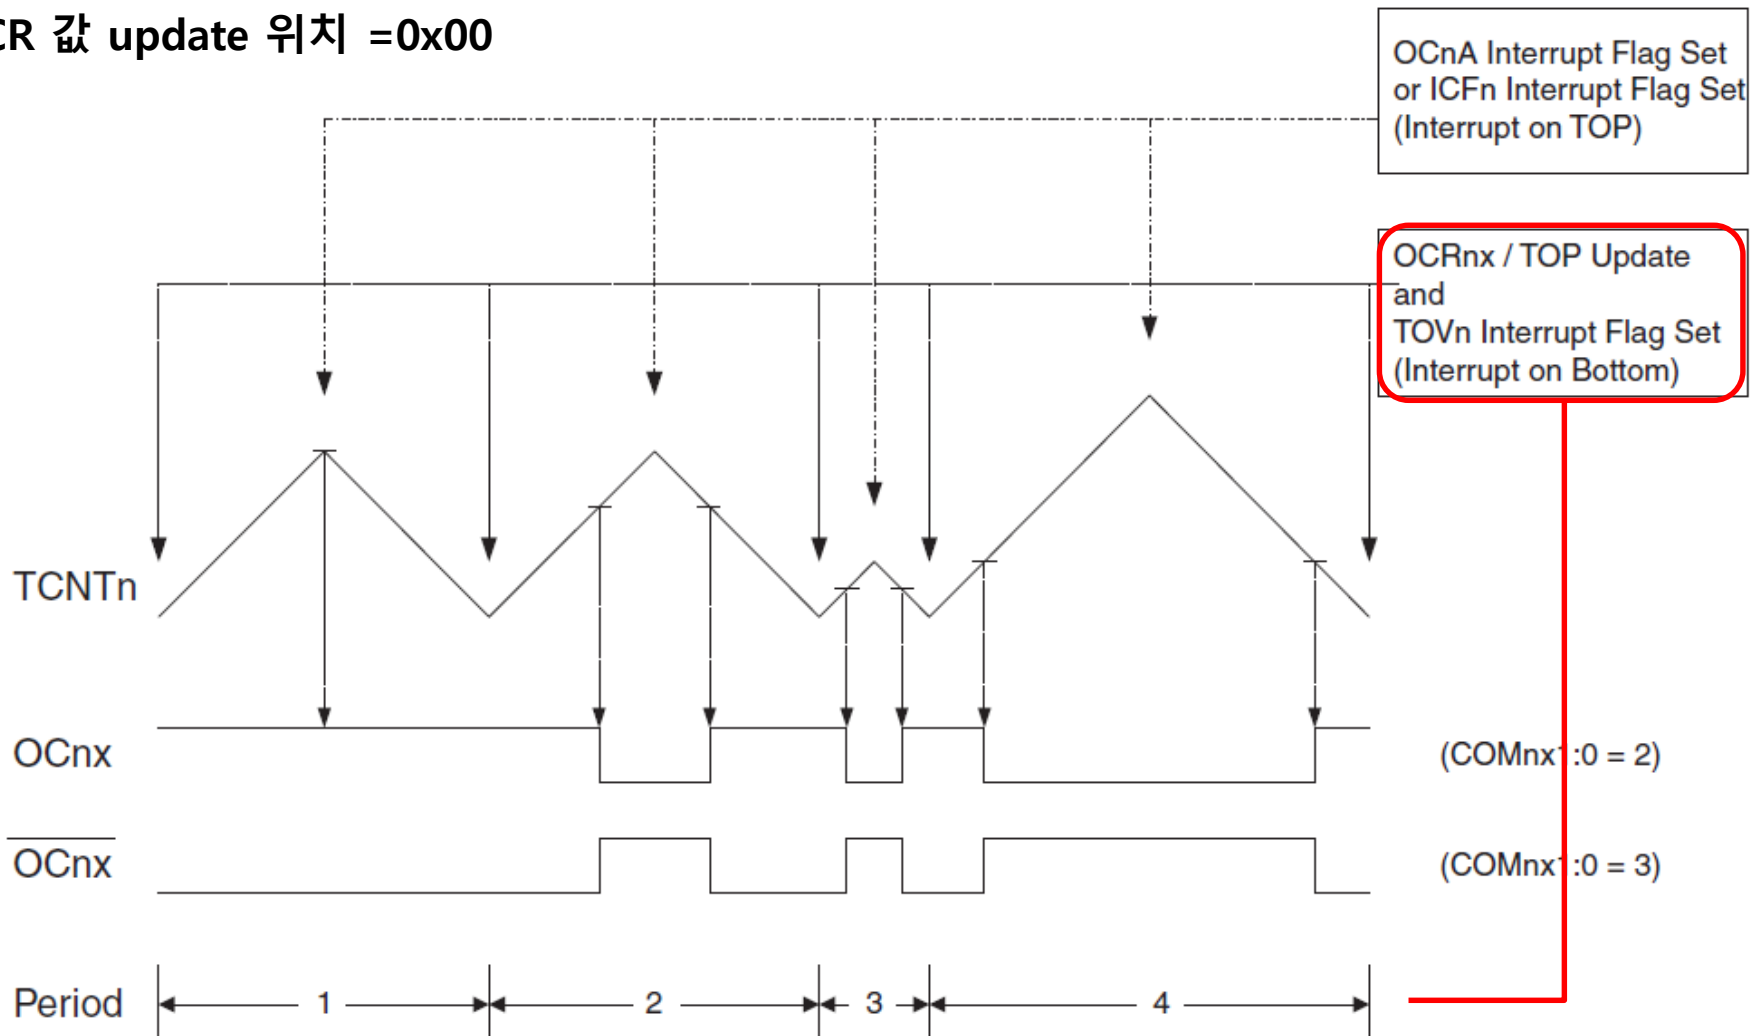 CR 값 update 위치 =0x00
OCnA Interrupt Flag Set
or ICFn Interrupt Flag Set
(Interrupt on TOP)
OCRnx / TOP Update
and
TOVn Interrupt Flag Set
(Interrupt on Bottom)
TCNTn
OCnx
(COMnx1:0 = 2)
OCnx
(COMnx1:0 = 3)
Period
1
2
3
4